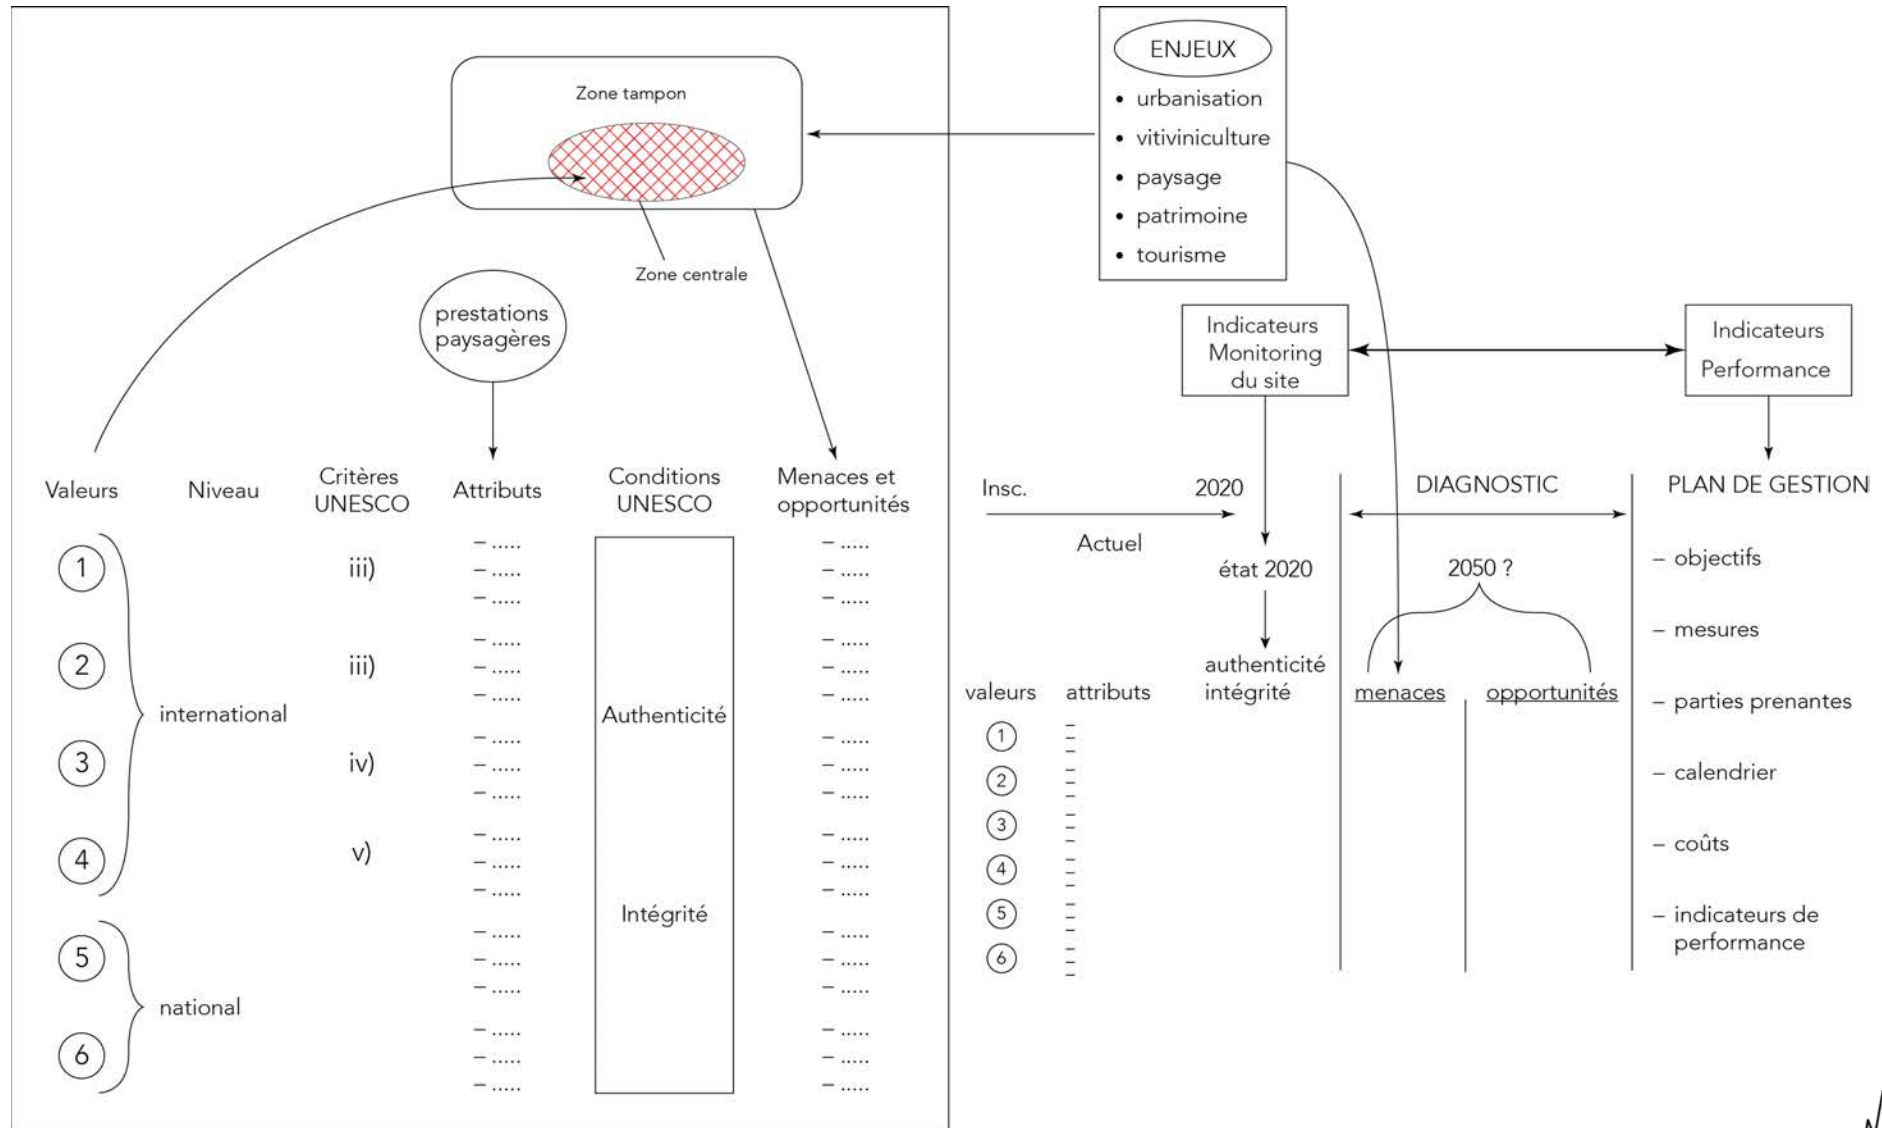 Zone tampon
Zone centrale
prestations
paysagères
Valeurs
Niveau
Critères
UNESCO
Attributs
Conditions
UNESCO
Menaces et
opportunités
1
iii)
– .....
– .....
– .....
– .....
– .....
– .....
2
iii)
– .....
– .....
– .....
– .....
– .....
– .....
international
Authenticité
3
iv)
– .....
– .....
– .....
– .....
– .....
– .....
4
v)
– .....
– .....
– .....
– .....
– .....
– .....
Intégrité
5
– .....
– .....
– .....
– .....
– .....
– .....
national
6
– .....
– .....
– .....
– .....
– .....
– .....
ENJEUX
• urbanisation
• vitiviniculture
• paysage
• patrimoine
• tourisme
Indicateurs
Monitoring
du site
Indicateurs
Performance
Insc.
2020
Actuel
état 2020
authenticité
intégrité
valeurs
attributs
1
2
3
4
5
6
DIAGNOSTIC
2050 ?
menaces
opportunités
PLAN DE GESTION
– objectifs
– mesures
– parties prenantes
– calendrier
– coûts
– indicateurs de
performance